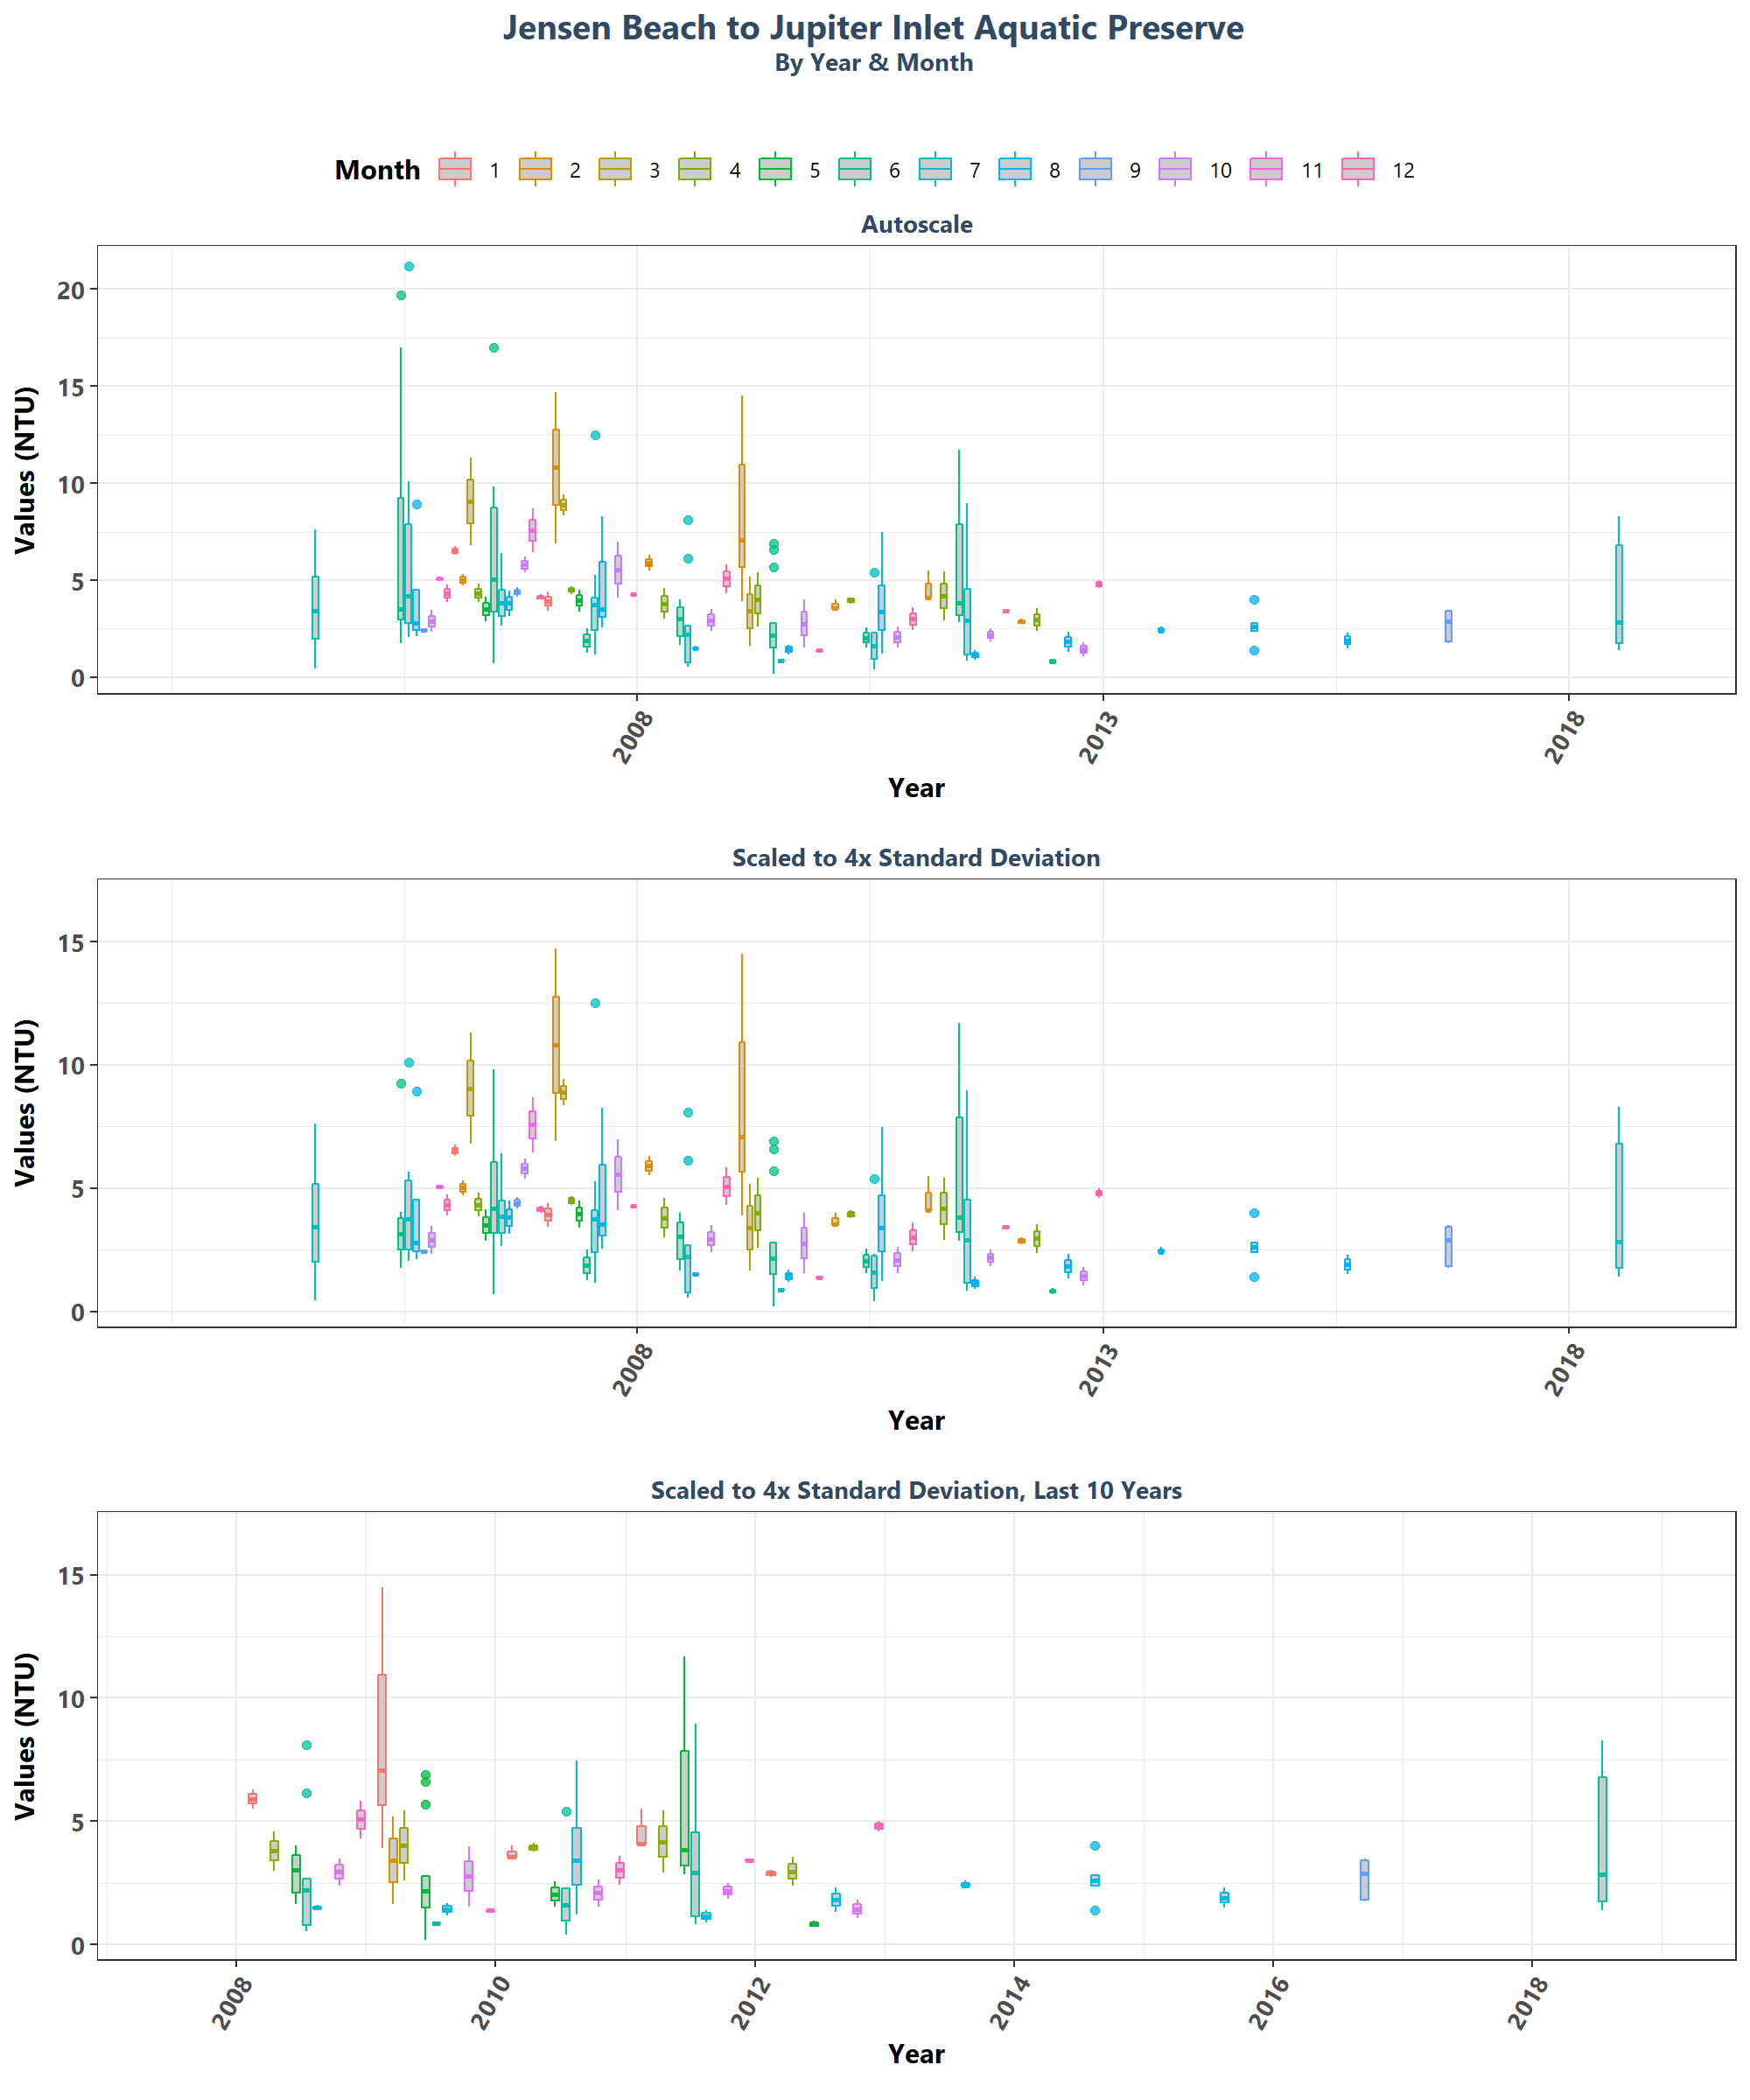 Jensen Beach to Jupiter Inlet Aquatic Preserve
By Year & Month
Month 1 2 3 4 5 6 7 8 9 10 11 12
Autoscale
Values (NTU)
20
15
10
5
0
2008 2013 2018
Year
Scaled to 4x Standard Deviation
Values (NTU)
15
10
5
0
2008 2013 2018
Year
Scaled to 4x Standard Deviation, Last 10 Years
Values (NTU)
15
10
5
0
2008 2010 2012 2014 2016 2018
Year